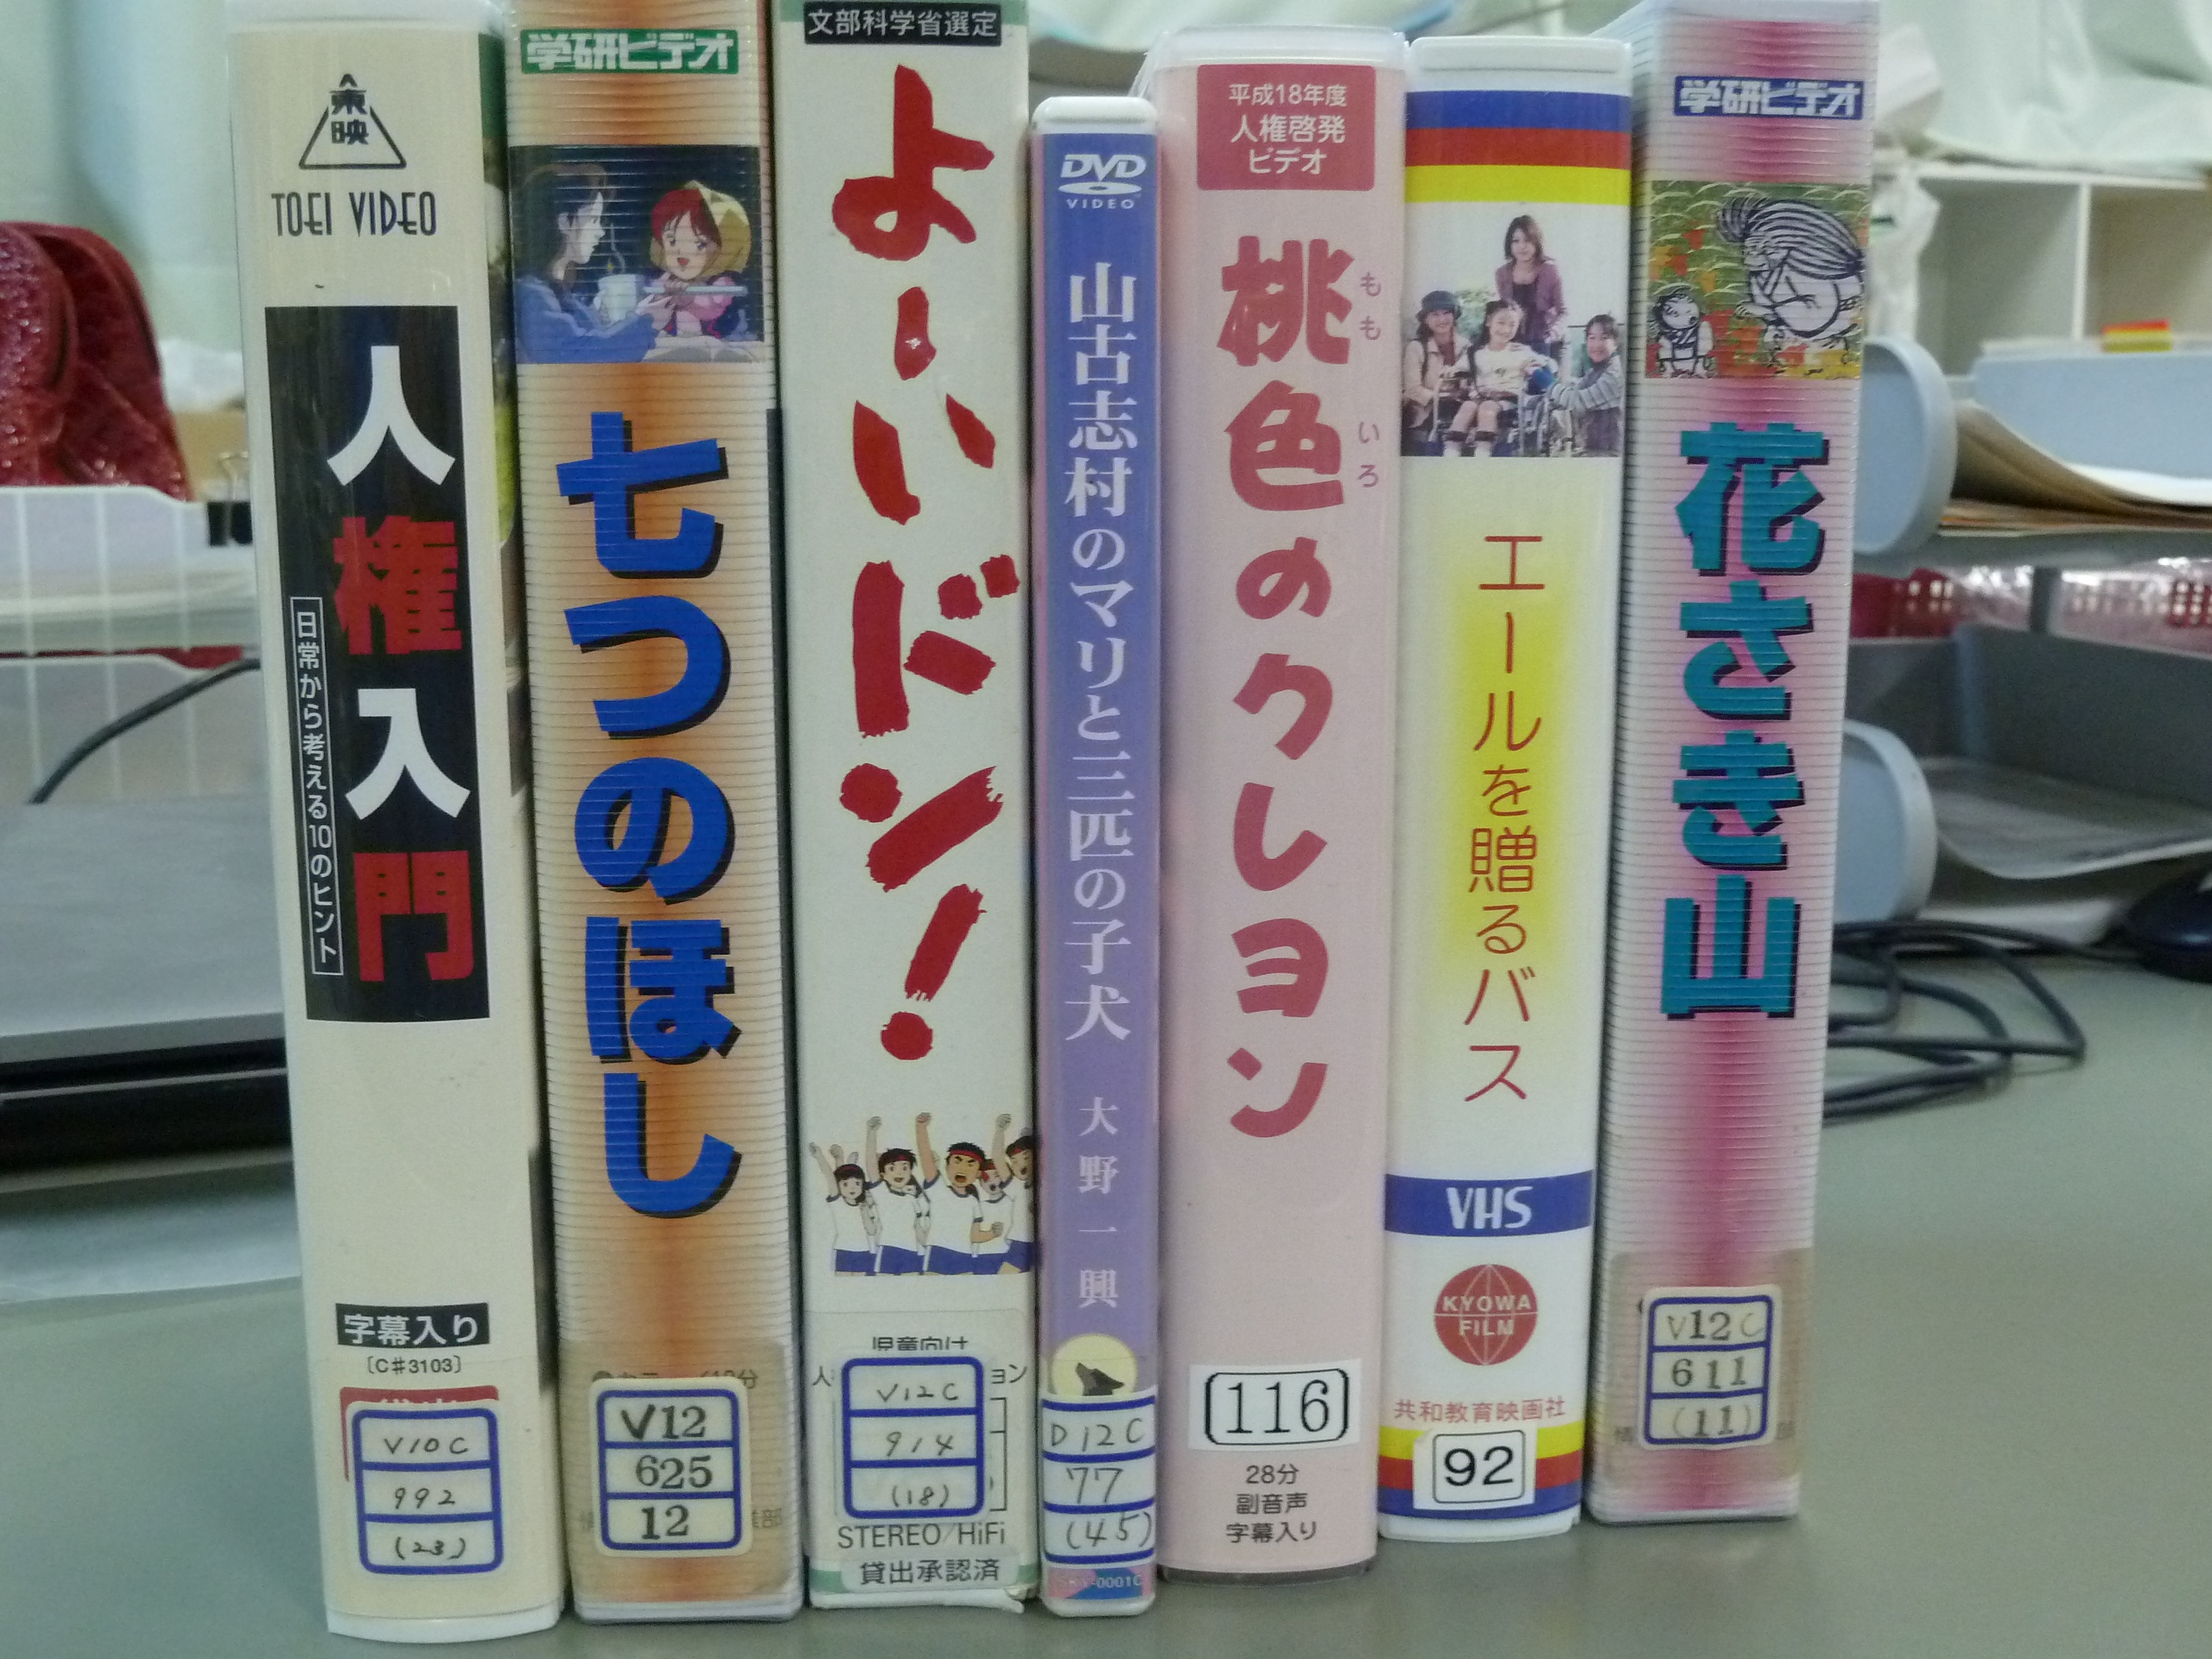 東映
TOEI VIDEO
人権入門
日常から考える10のヒント
字幕入り
〔C#3103〕
V10C
992
(23)
学研ビデオ
七つのほし
V12
625
12
文部科学省選定
よーいドン!
児童向け
V12C
914
(18)
STEREO/HiFi
貸出承認済
DVD
VIDEO
山古志村のマリと三匹の子犬
大野一興
D12C
77
(45)
平成18年度
人権啓発
ビデオ
桃色のクレヨン
もも いろ
116
28分
副音声
字幕入り
エールを贈るバス
VHS
KYOWA
FILM
共和教育映画社
92
学研ビデオ
花さき山
V12C
611
(11)